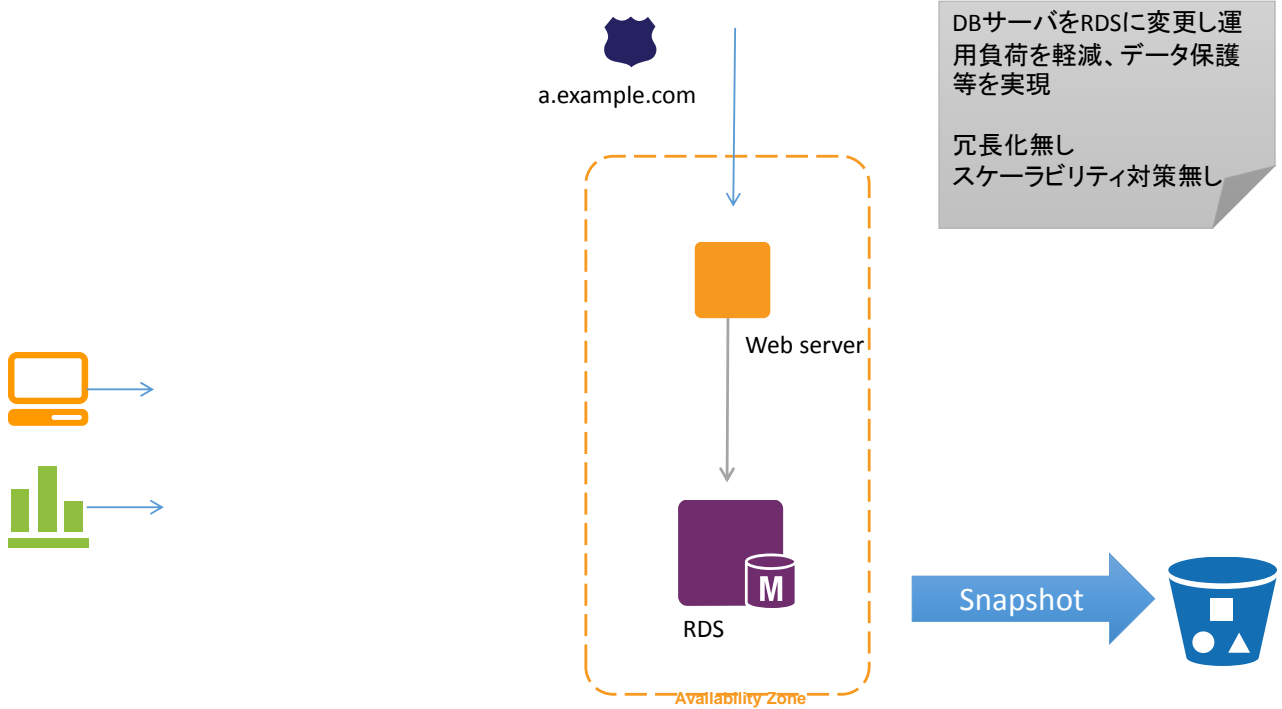 a.example.com
DBサーバをRDSに変更し運
用負荷を軽減、データ保護
等を実現
冗長化無し
スケーラビリティ対策無し
Web server
M
RDS
Snapshot
Availability Zone